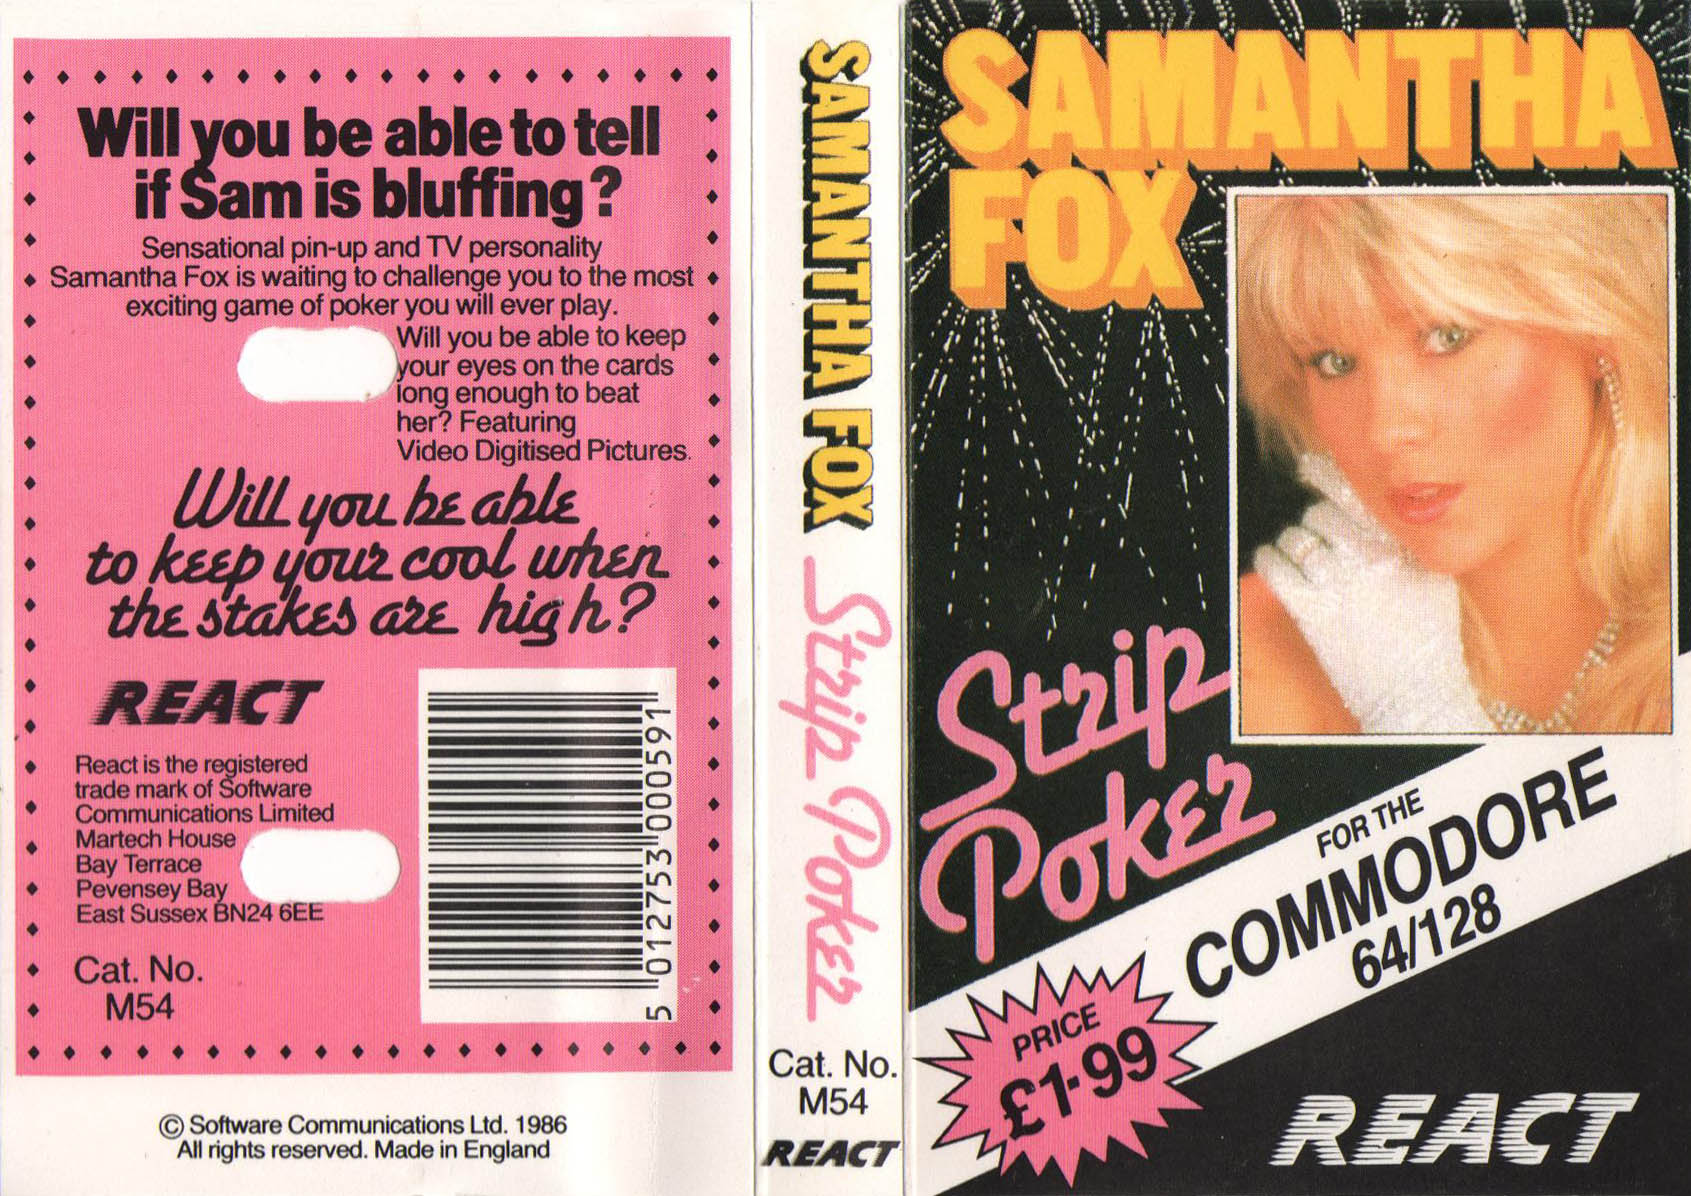 Will you be able to tell
if Sam is bluffing?
Sensational pin-up and TV personality
Samantha Fox is waiting to challenge you to the most
exciting game of poker you will ever play.
Will you be able to keep
your eyes on the cards
long enough to beat
her? Featuring
Video Digitised Pictures.
Will you be able
to keep your cool when
the stakes are high?
REACT
React is the registered
trade mark of Software
Communications Limited
Martech House
Bay Terrace
Pevensey Bay
East Sussex BN24 6EE
Cat. No.
M54
5 012753 000591
© Software Communications Ltd. 1986
All rights reserved. Made in England
SAMANTHA FOX Strip Poker
Cat. No.
M54
REACT
SAMANTHA
FOX
Strip
Poker
FOR THE
COMMODORE
64/128
PRICE
£1·99
REACT